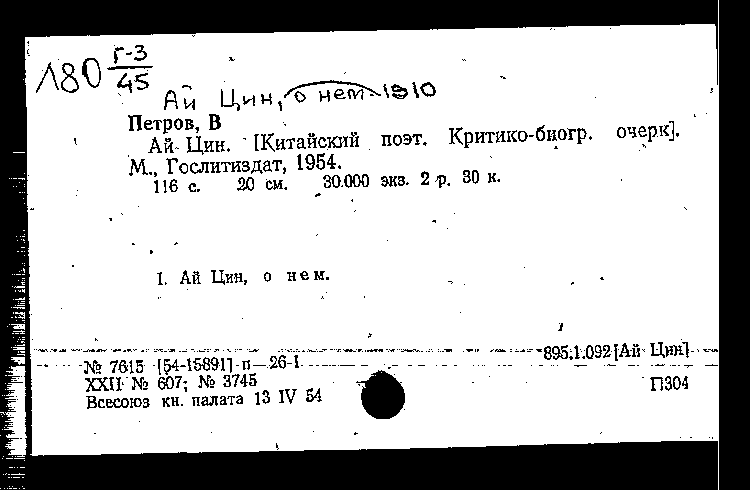 180 Г-3/45
Ай Цин, о нем 1910
Петров, В
Ай Цин. [Китайский поэт. Критико-биогр. очерк].
М., Гослитиздат, 1954.
116 с. 20 см. 30.000 экз. 2 р. 30 к.
I. Ай Цин, о нем.
895.1.092 [Ай Цин]
№ 7615 [54-15891] п 26-1
XXII № 607; № 3745
П304
Всесоюз кн. палата 13 IV 54